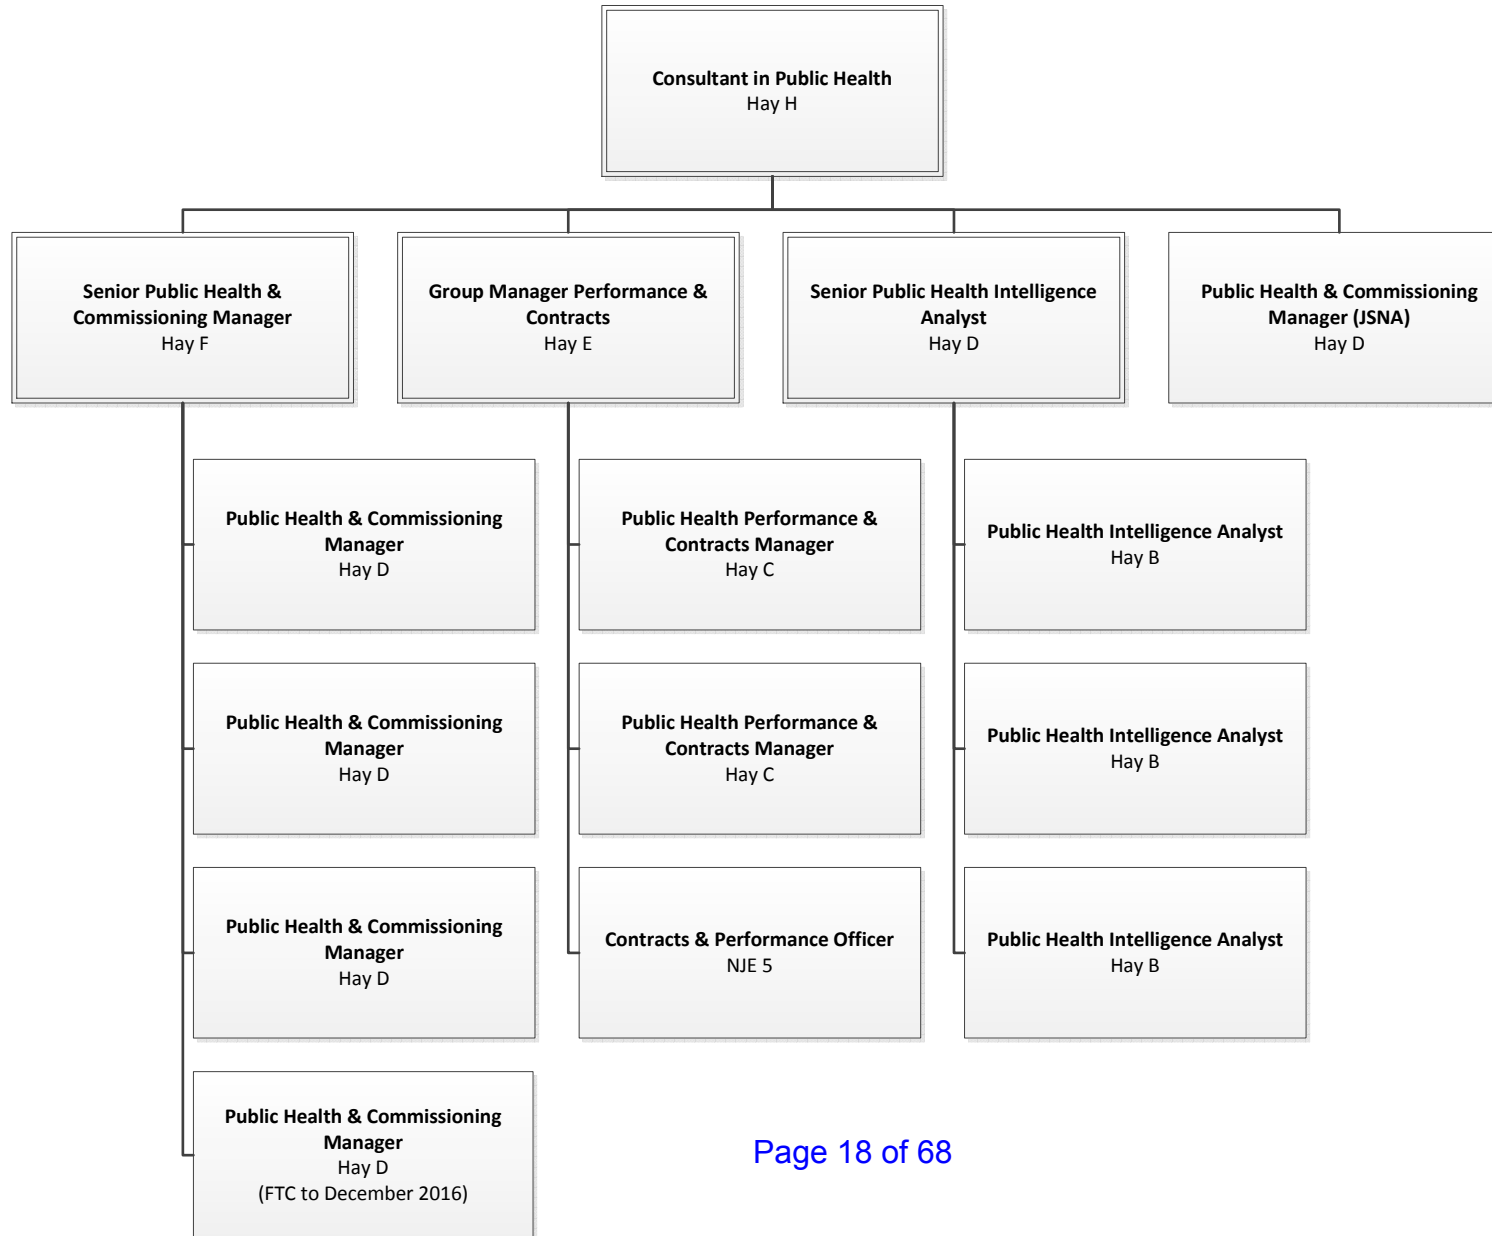 Consultant in Public Health
Hay H
Senior Public Health &
Commissioning Manager
Hay F
Group Manager Performance &
Contracts
Hay E
Senior Public Health Intelligence
Analyst
Hay D
Public Health & Commissioning
Manager (JSNA)
Hay D
Public Health & Commissioning
Manager
Hay D
Public Health Performance &
Contracts Manager
Hay C
Public Health Intelligence Analyst
Hay B
Public Health & Commissioning
Manager
Hay D
Public Health Performance &
Contracts Manager
Hay C
Public Health Intelligence Analyst
Hay B
Public Health & Commissioning
Manager
Hay D
Contracts & Performance Officer
NJE 5
Public Health Intelligence Analyst
Hay B
Public Health & Commissioning
Manager
Hay D
(FTC to December 2016)
Page 18 of 68